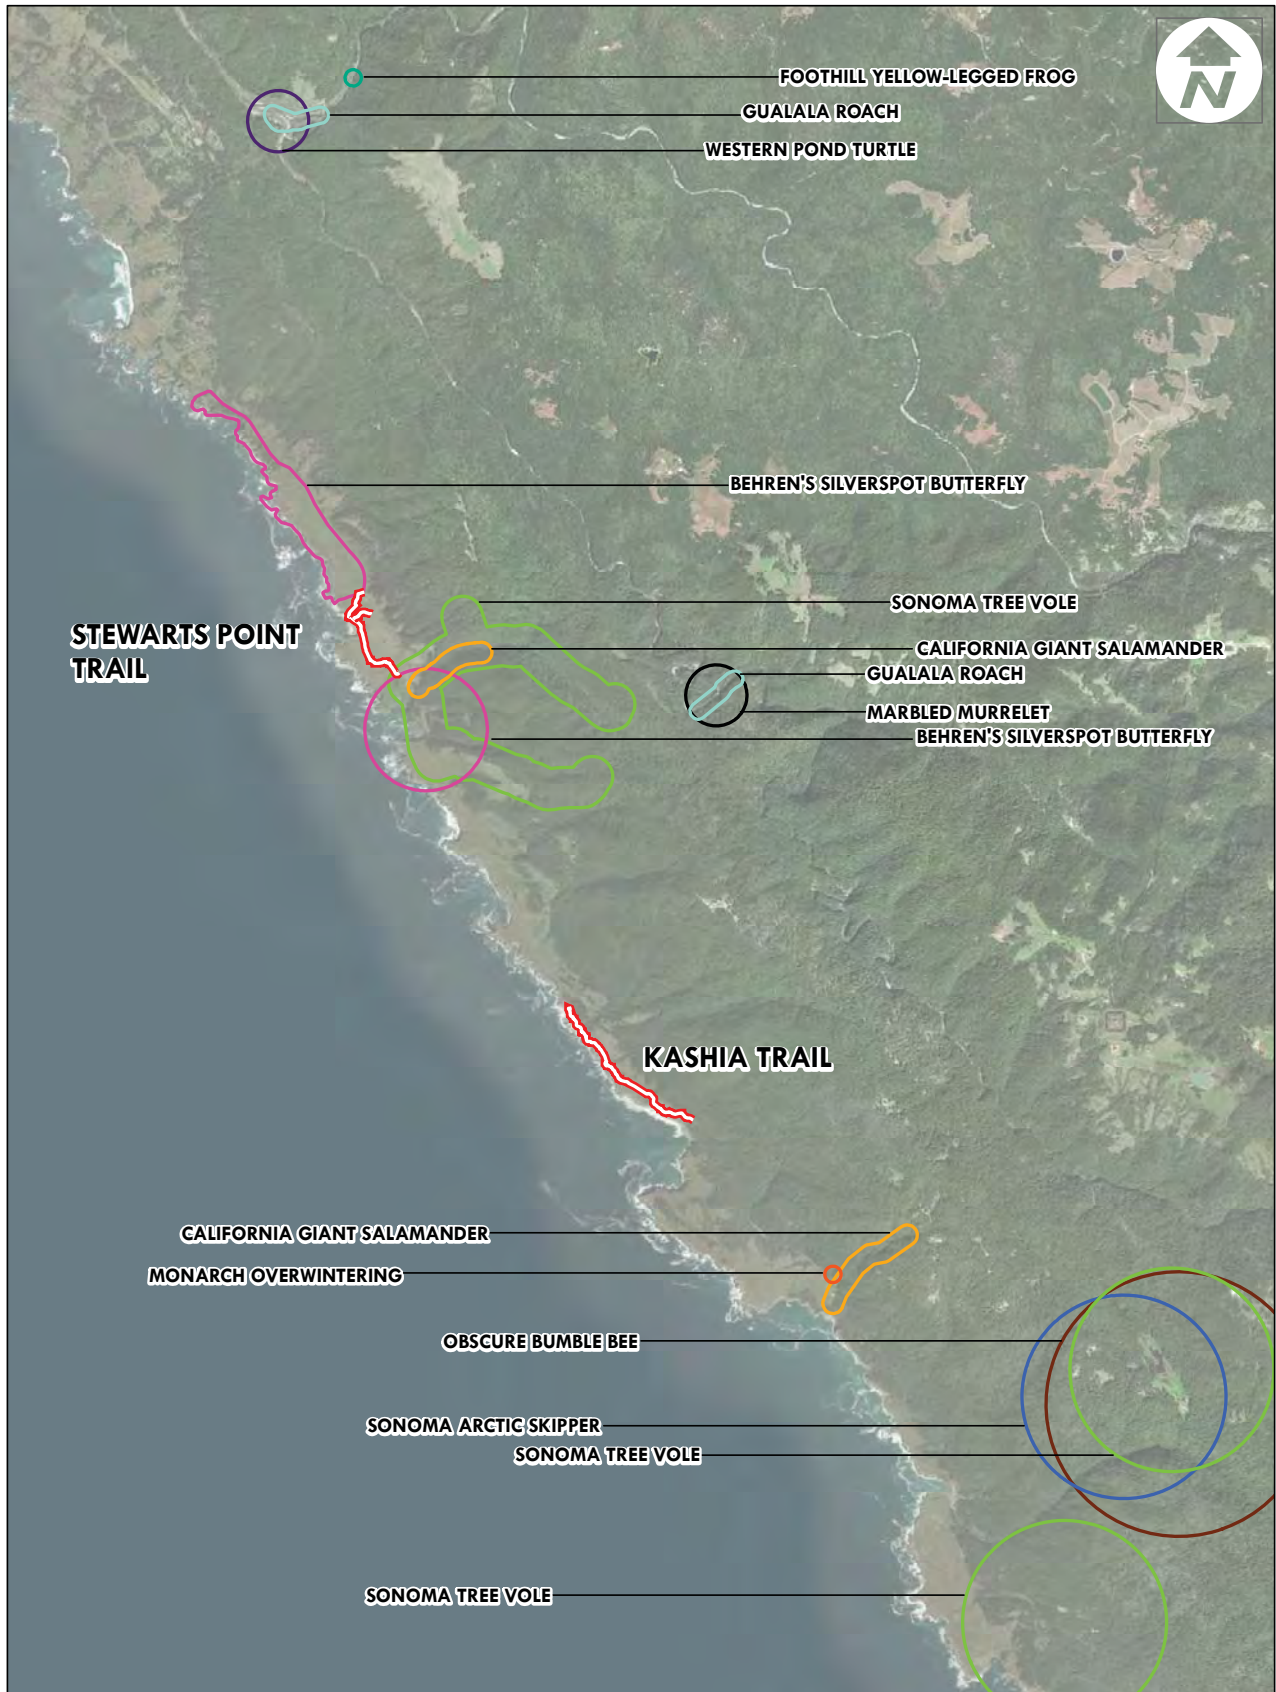 N
FOOTHILL YELLOW-LEGGED FROG
GUALALA ROACH
WESTERN POND TURTLE
BEHREN'S SILVERSPOT BUTTERFLY
SONOMA TREE VOLE
STEWARTS POINT
TRAIL
CALIFORNIA GIANT SALAMANDER
GUALALA ROACH
MARBLED MURRELET
BEHREN'S SILVERSPOT BUTTERFLY
KASHIA TRAIL
CALIFORNIA GIANT SALAMANDER
MONARCH OVERWINTERING
OBSCURE BUMBLE BEE
SONOMA ARCTIC SKIPPER
SONOMA TREE VOLE
SONOMA TREE VOLE